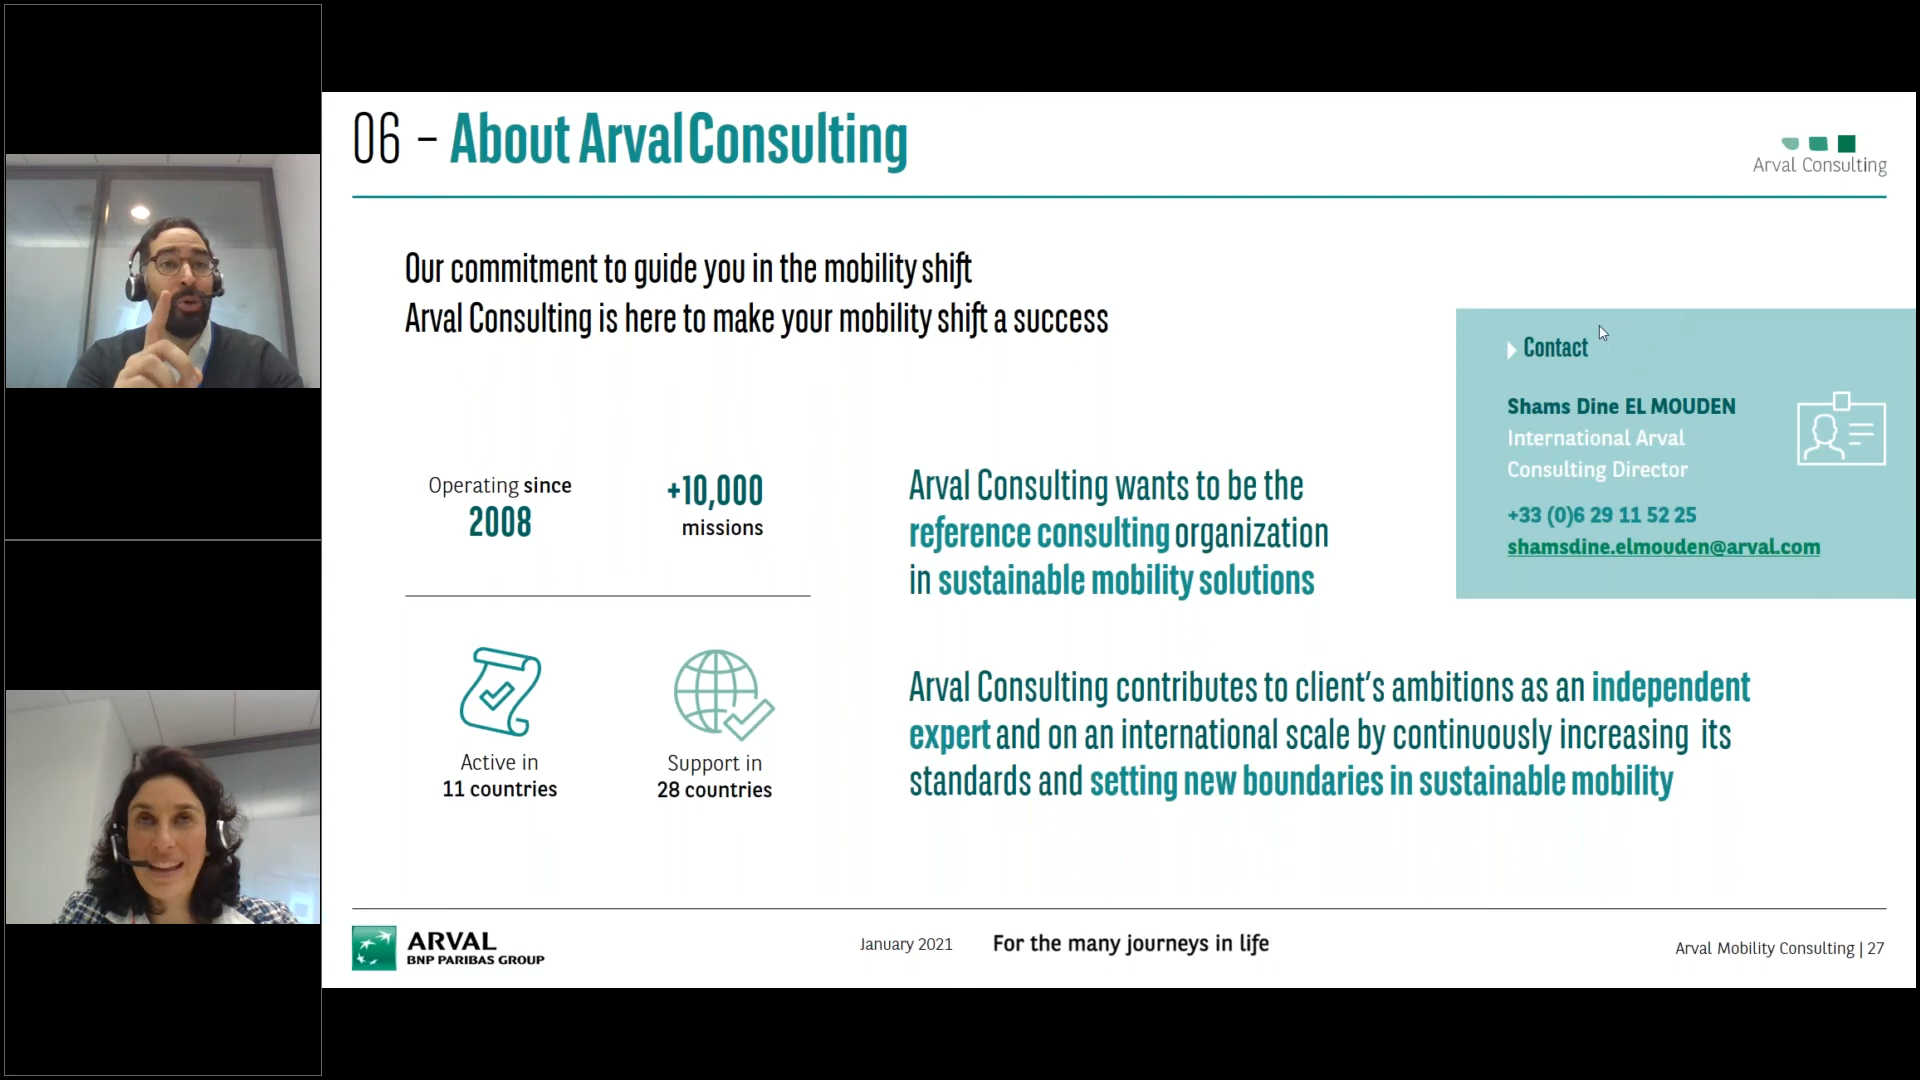 06 – About Arval Consulting
Arval Consulting
Our commitment to guide you in the mobility shift
Arval Consulting is here to make your mobility shift a success
Contact
Shams Dine EL MOUDEN
International Arval
Consulting Director
+33 (0)6 29 11 52 25
shamsdine.elmouden@arval.com
Operating since
2008
+10,000
missions
Arval Consulting wants to be the
reference consulting organization
in sustainable mobility solutions
Active in
11 countries
Support in
28 countries
Arval Consulting contributes to client's ambitions as an independent
expert and on an international scale by continuously increasing its
standards and setting new boundaries in sustainable mobility
ARVAL
BNP PARIBAS GROUP
January 2021
For the many journeys in life
Arval Mobility Consulting | 27